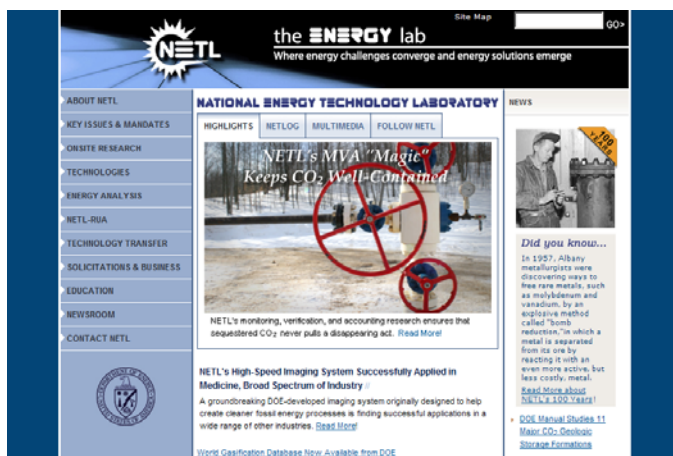 Site Map
GO>
NETL
the ENERGY lab
Where energy challenges converge and energy solutions emerge
ABOUT NETL
KEY ISSUES & MANDATES
ONSITE RESEARCH
TECHNOLOGIES
ENERGY ANALYSIS
NETL-RUA
TECHNOLOGY TRANSFER
SOLICITATIONS & BUSINESS
EDUCATION
NEWSROOM
CONTACT NETL
NATIONAL ENERGY TECHNOLOGY LABORATORY
HIGHLIGHTS NETLOG MULTIMEDIA FOLLOW NETL
NETL's MVA "Magic"
Keeps CO₂ Well-Contained
NETL's monitoring, verification, and accounting research ensures that
sequestered CO₂ never pulls a disappearing act. Read More!
NETL's High-Speed Imaging System Successfully Applied in
Medicine, Broad Spectrum of Industry
A groundbreaking DOE-developed imaging system originally designed to help
create cleaner fossil energy processes is finding successful applications in a
wide range of other industries. Read More!
World Gasification Database Now Available from DOE
NEWS
100
YEARS
Did you know...
In 1957, Albany
metallurgists were
discovering ways to
free rare metals, such
as molybdenum and
vanadium, by an
explosive method
called "bomb
reduction," in which a
metal is separated
from its ore by
reacting it with an
even more active, but
less costly, metal.
Read More about
NETL's 100 Years!
DOE Manual Studies 11
Major CO₂ Geologic
Storage Formations